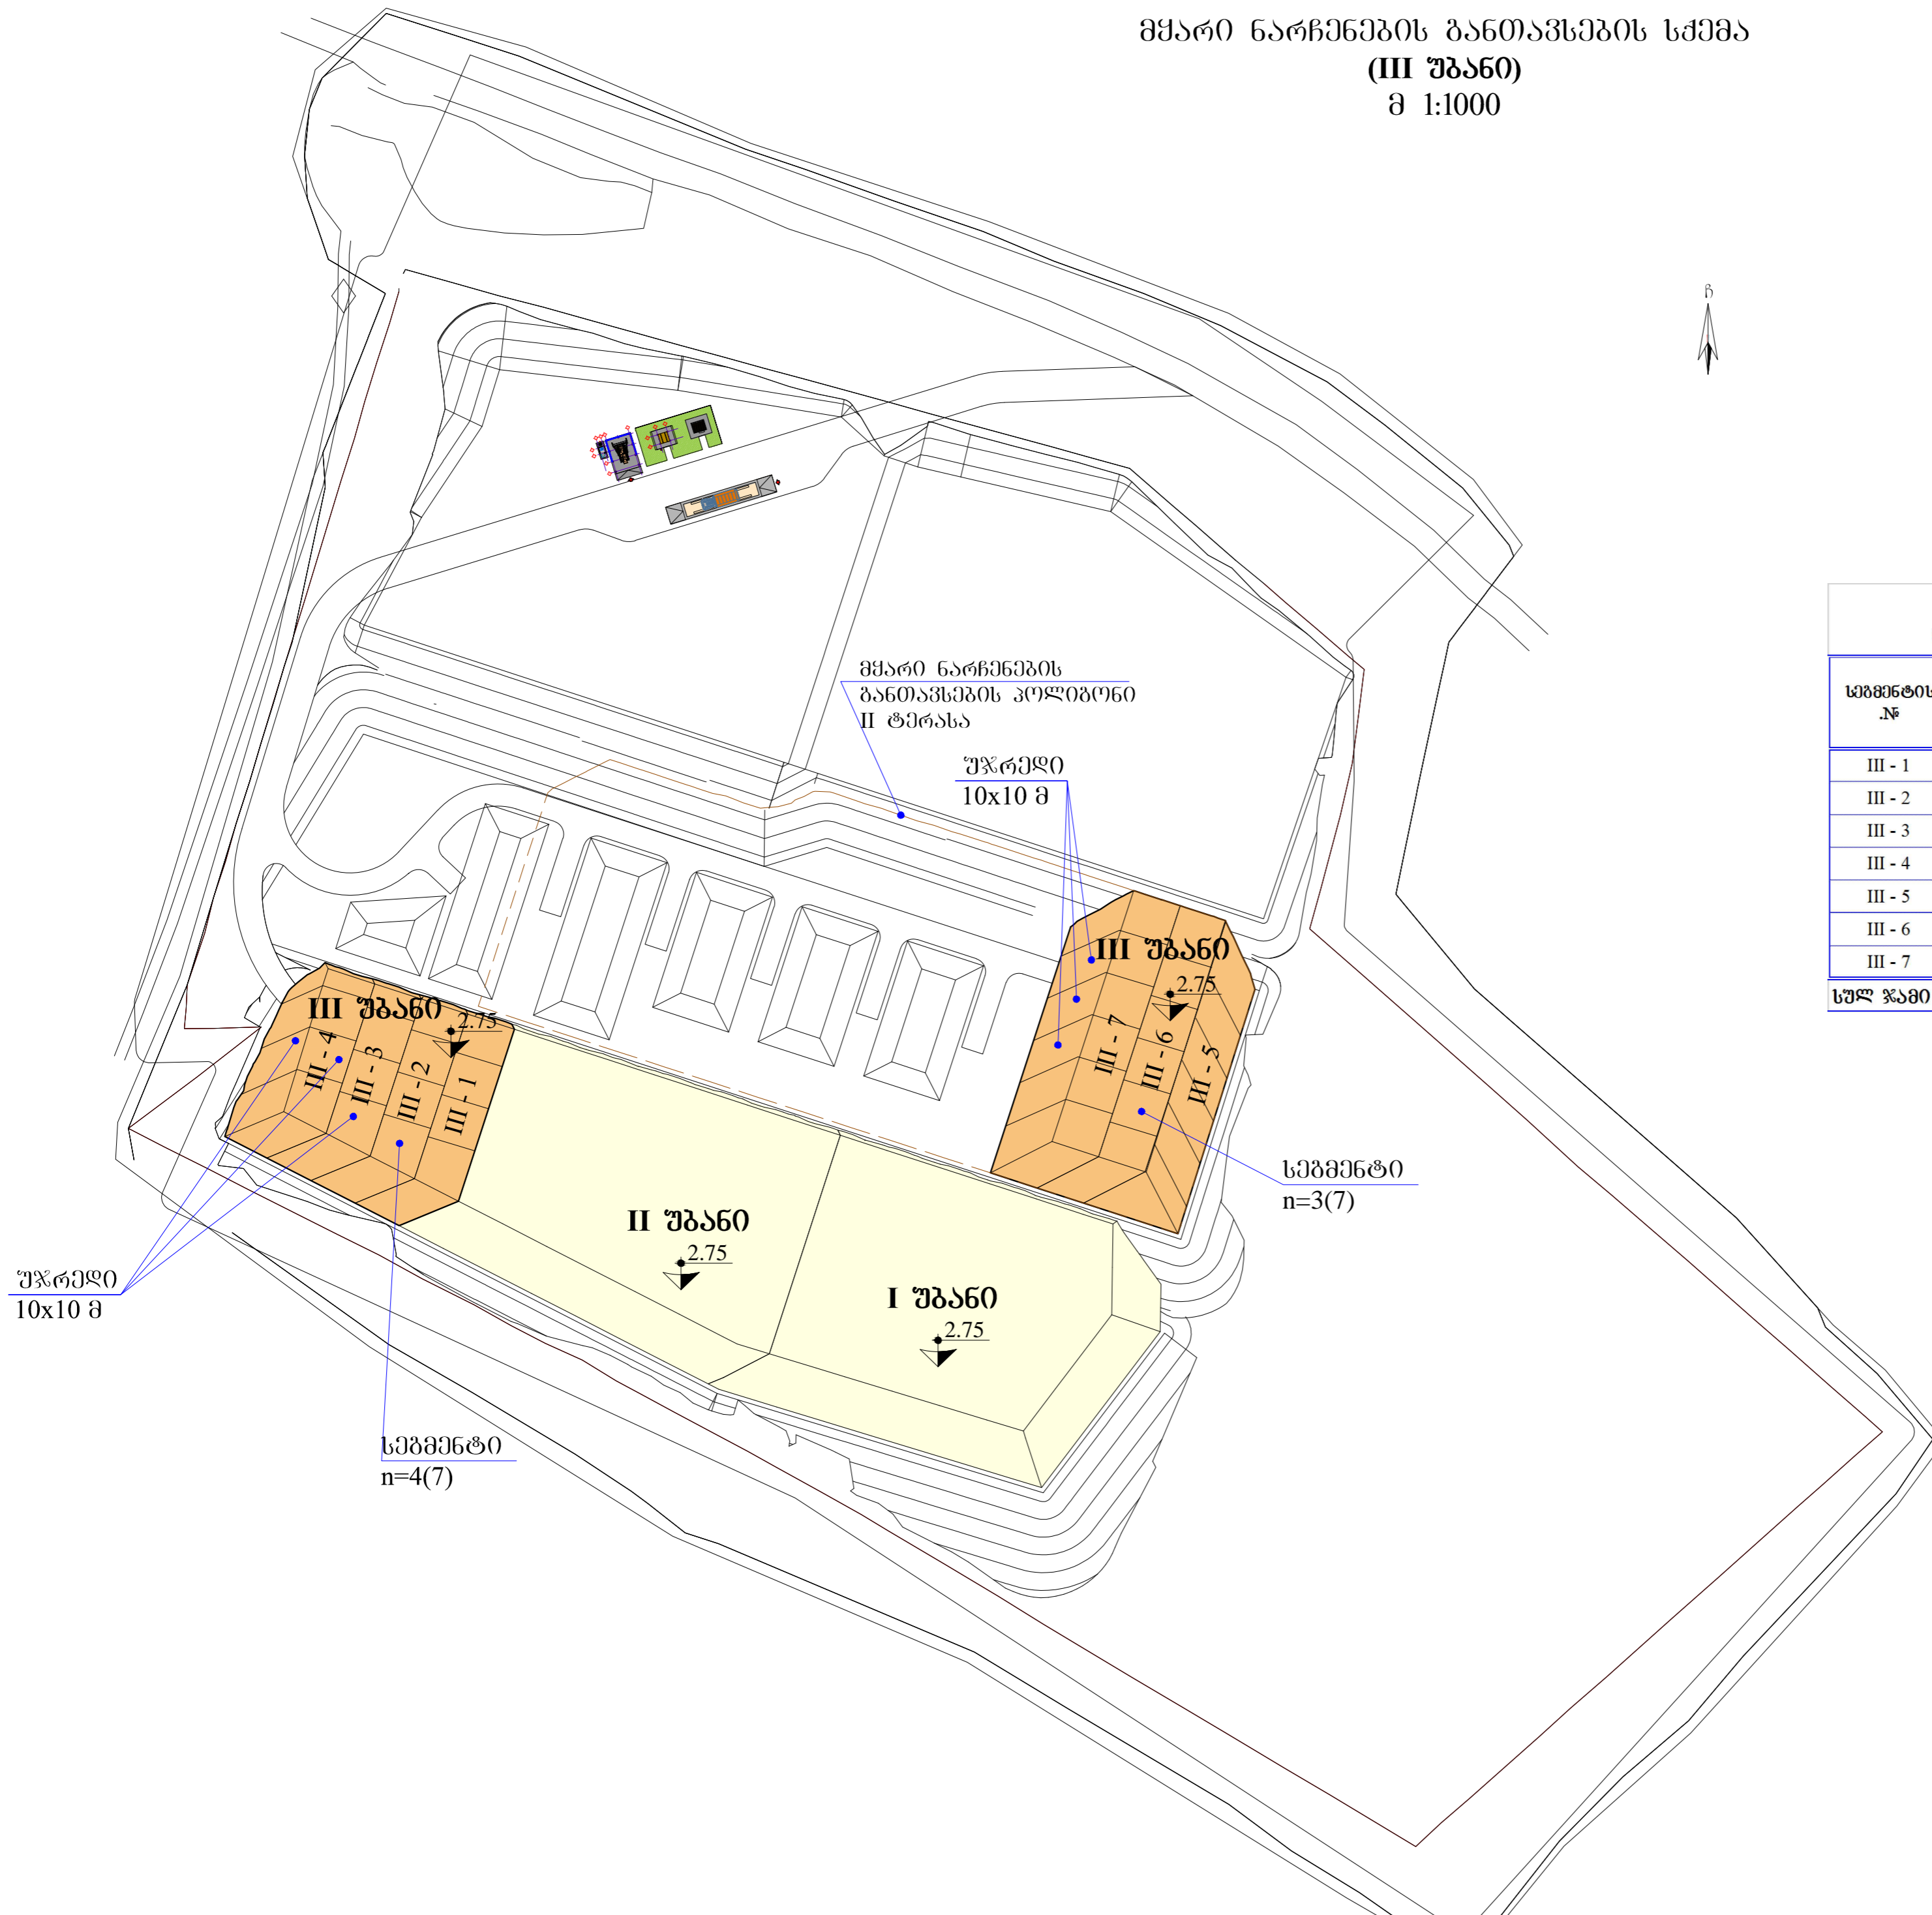 მყარი ნარჩენების განთავსების სქემა
(III უბანი)
მ 1:1000
ჩ
მყარი ნარჩენების
განთავსების პოლიგონი
II ტერასა
უჯრედი
10x10 მ
სეგმენტის
.№
III - 1
III - 2
III - 3
III - 4
III - 5
III - 6
III - 7
სულ ჯამი
III უბანი
2.75
III - 7
III - 6
III - 5
III უბანი
2.75
III - 4
III - 3
III - 2
III - 1
სეგმენტი
n=3(7)
II უბანი
2.75
I უბანი
2.75
უჯრედი
10x10 მ
სეგმენტი
n=4(7)